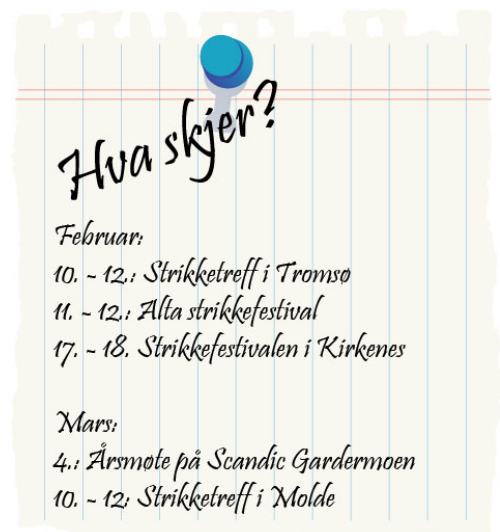 Hva skjer?
Februar:
10. - 12.: Strikketreff i Tromsø
11. - 12.: Alta strikkefestival
17. - 18. Strikkefestivalen i Kirkenes
Mars:
4.: Årsmøte på Scandic Gardermoen
10. - 12: Strikketreff i Molde